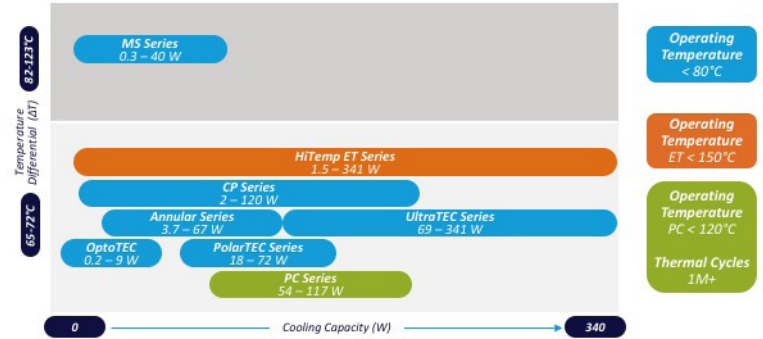 82-123°C
MS Series
0.3 – 40 W
Operating
Temperature
< 80°C
Temperature
Differential (ΔT)
65-72°C
HiTemp ET Series
1.5 – 341 W
CP Series
2 – 120 W
Annular Series
3.7 – 67 W
UltraTEC Series
69 – 341 W
OptoTEC
0.2 – 9 W
PolarTEC Series
18 – 72 W
PC Series
54 – 117 W
Operating
Temperature
ET < 150°C
Operating
Temperature
PC < 120°C
Thermal Cycles
1M+
0
Cooling Capacity (W)
340